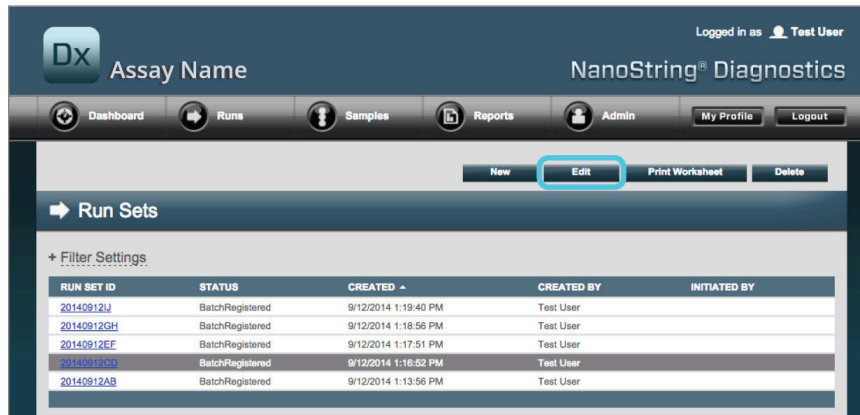 Logged in as Test User
Dx Assay Name
NanoString® Diagnostics
Dashboard Runs Samples Reports Admin My Profile Logout
New Edit Print Worksheet Delete
Run Sets
+ Filter Settings
RUN SET ID STATUS CREATED CREATED BY INITIATED BY
20140912IJ BatchRegistered 9/12/2014 1:19:40 PM Test User
20140912GH BatchRegistered 9/12/2014 1:18:56 PM Test User
20140912EF BatchRegistered 9/12/2014 1:17:51 PM Test User
20140912CD BatchRegistered 9/12/2014 1:16:52 PM Test User
20140912AB BatchRegistered 9/12/2014 1:13:56 PM Test User